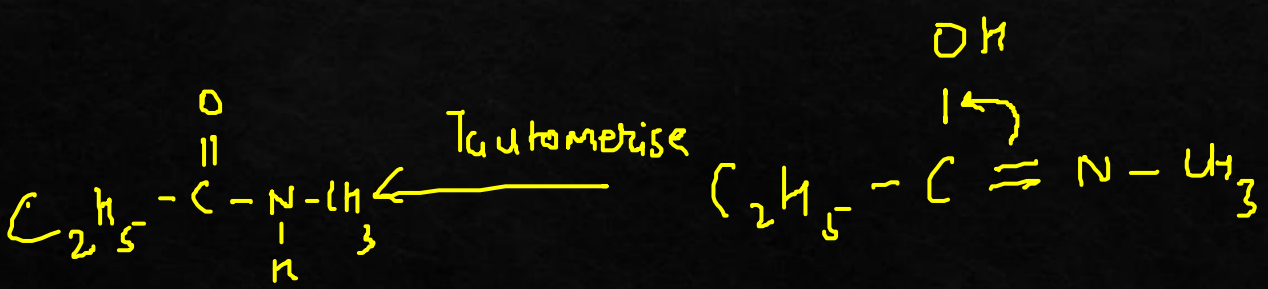 OH
|
O
||
Tautomerise
C2H5 - C - N - CH3 ← C2H5 - C = N - CH3
|
H